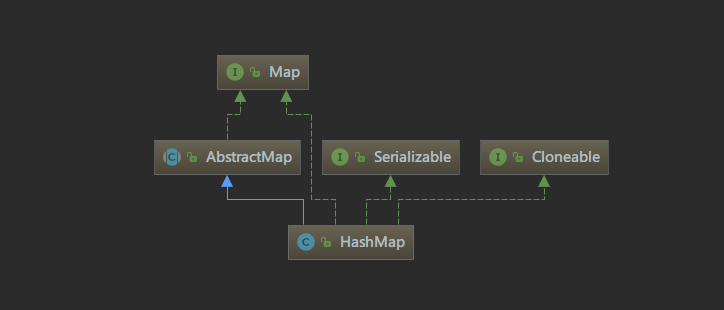 I Map
C AbstractMap
I Serializable
I Cloneable
C HashMap